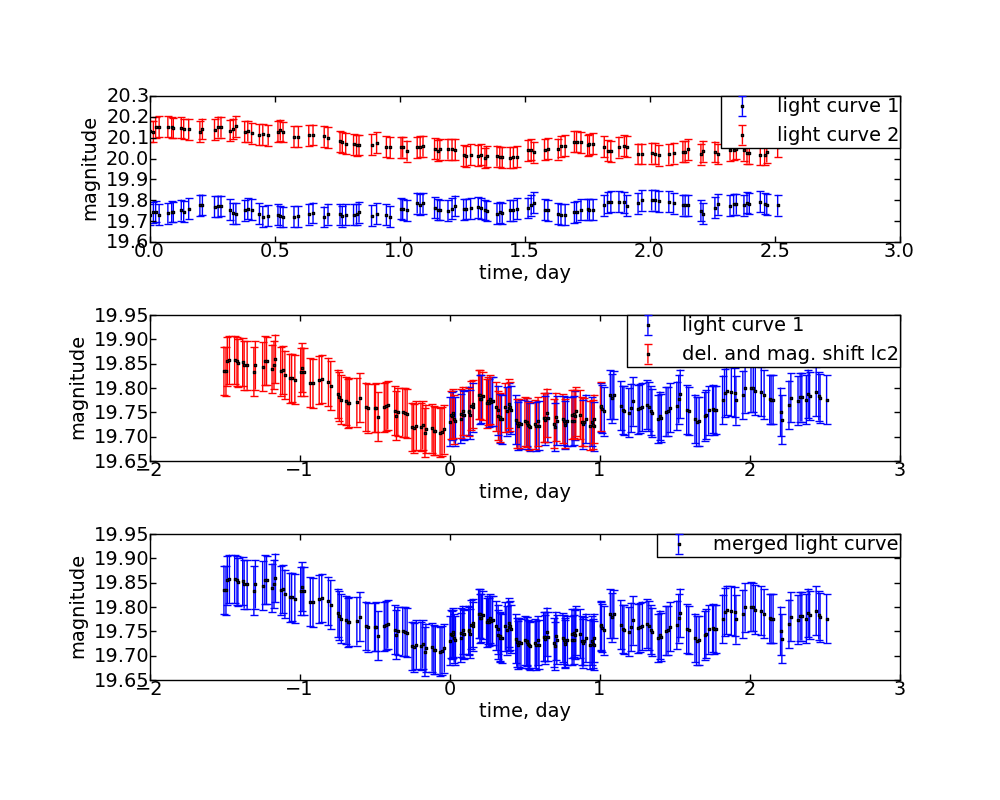 20.3
20.2
20.1
20.0
19.9
19.8
19.7
19.6
magnitude
light curve 1
light curve 2
0.0 0.5 1.0 1.5 2.0 2.5 3.0
time, day
19.95
19.90
19.85
19.80
19.75
19.70
19.65
magnitude
light curve 1
del. and mag. shift lc2
−2 −1 0 1 2 3
time, day
19.95
19.90
19.85
19.80
19.75
19.70
19.65
magnitude
merged light curve
−2 −1 0 1 2 3
time, day